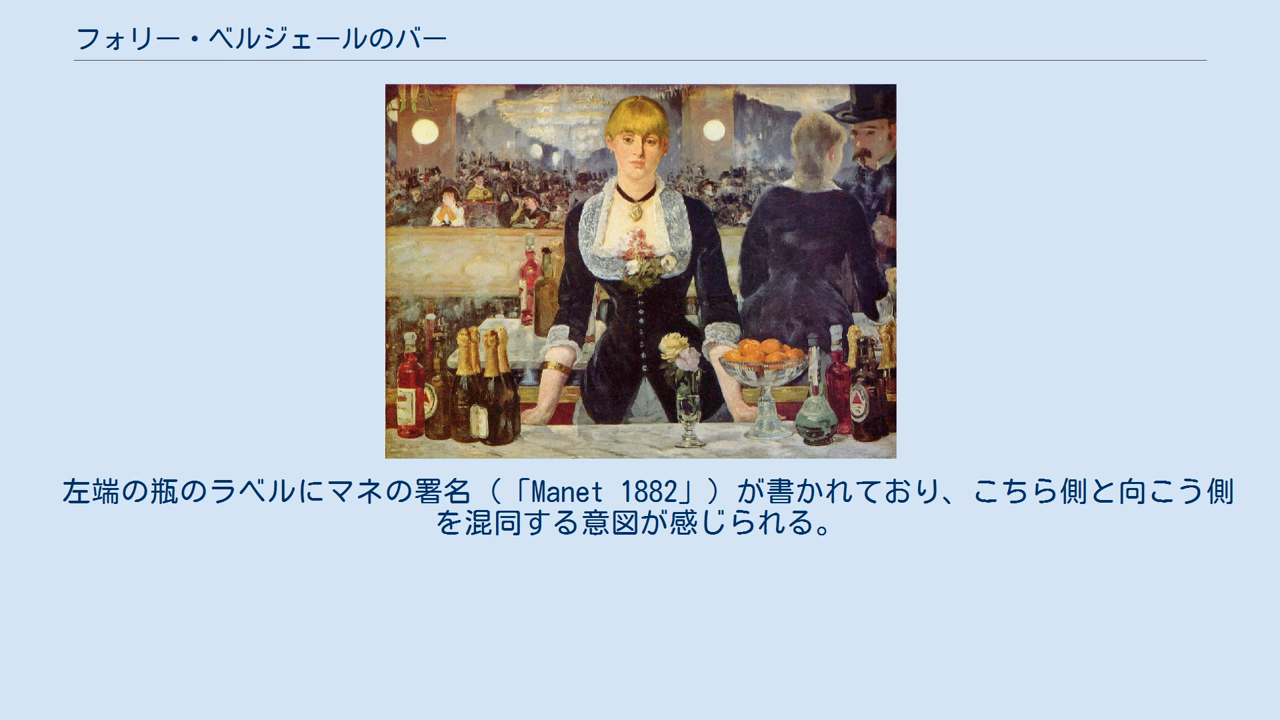 フォリー・ベルジェールのバー
左端の瓶のラベルにマネの署名（「Manet 1882」）が書かれており、こちら側と向こう側
を混同する意図が感じられる。